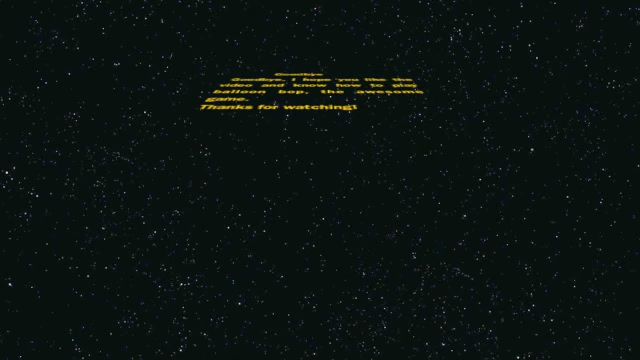 Goodbye
Goodbye, I hope you like the
video and know how to play
balloon bop, the awesome
game.
Thanks for watching!